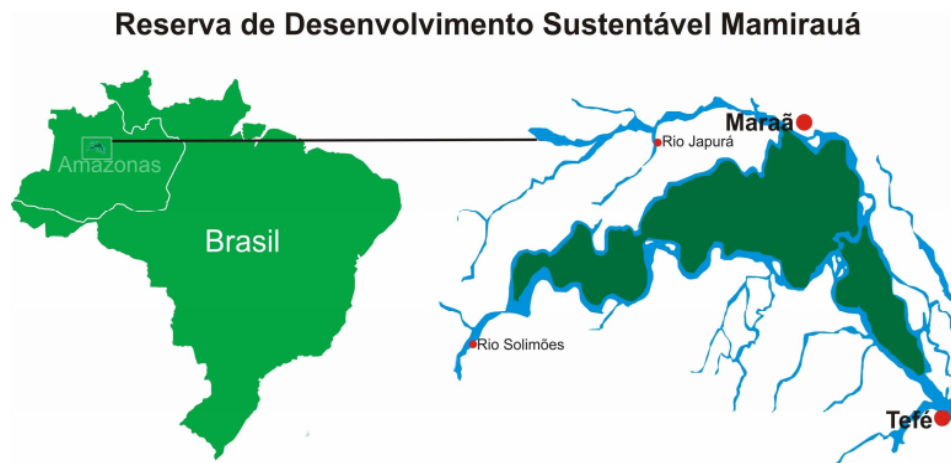 Reserva de Desenvolvimento Sustentável Mamirauá
Maraã
Rio Japurá
Amazonas
Brasil
Rio Solimões
Tefé